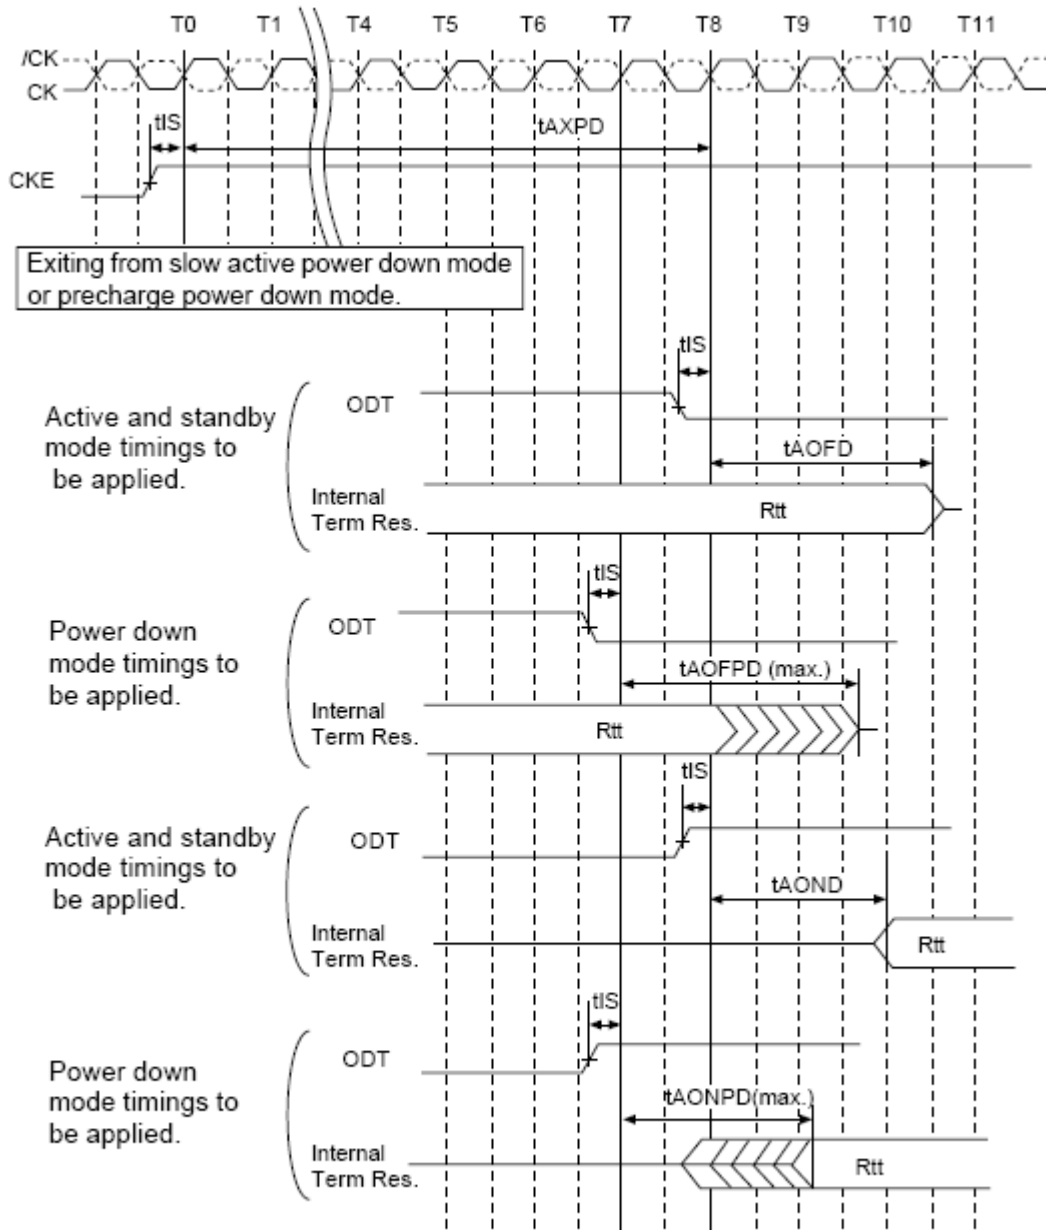 T0 T1 T4 T5 T6 T7 T8 T9 T10 T11
/CK
CK
tIS
tAXPD
CKE
Exiting from slow active power down mode
or precharge power down mode.
tIS
ODT
Active and standby
mode timings to
be applied.
tAOFD
Internal
Term Res.
Rtt
tIS
ODT
Power down
mode timings to
be applied.
tAOFPD (max.)
Internal
Term Res.
Rtt
tIS
ODT
Active and standby
mode timings to
be applied.
tAOND
Internal
Term Res.
Rtt
tIS
ODT
Power down
mode timings to
be applied.
tAONPD(max.)
Internal
Term Res.
Rtt